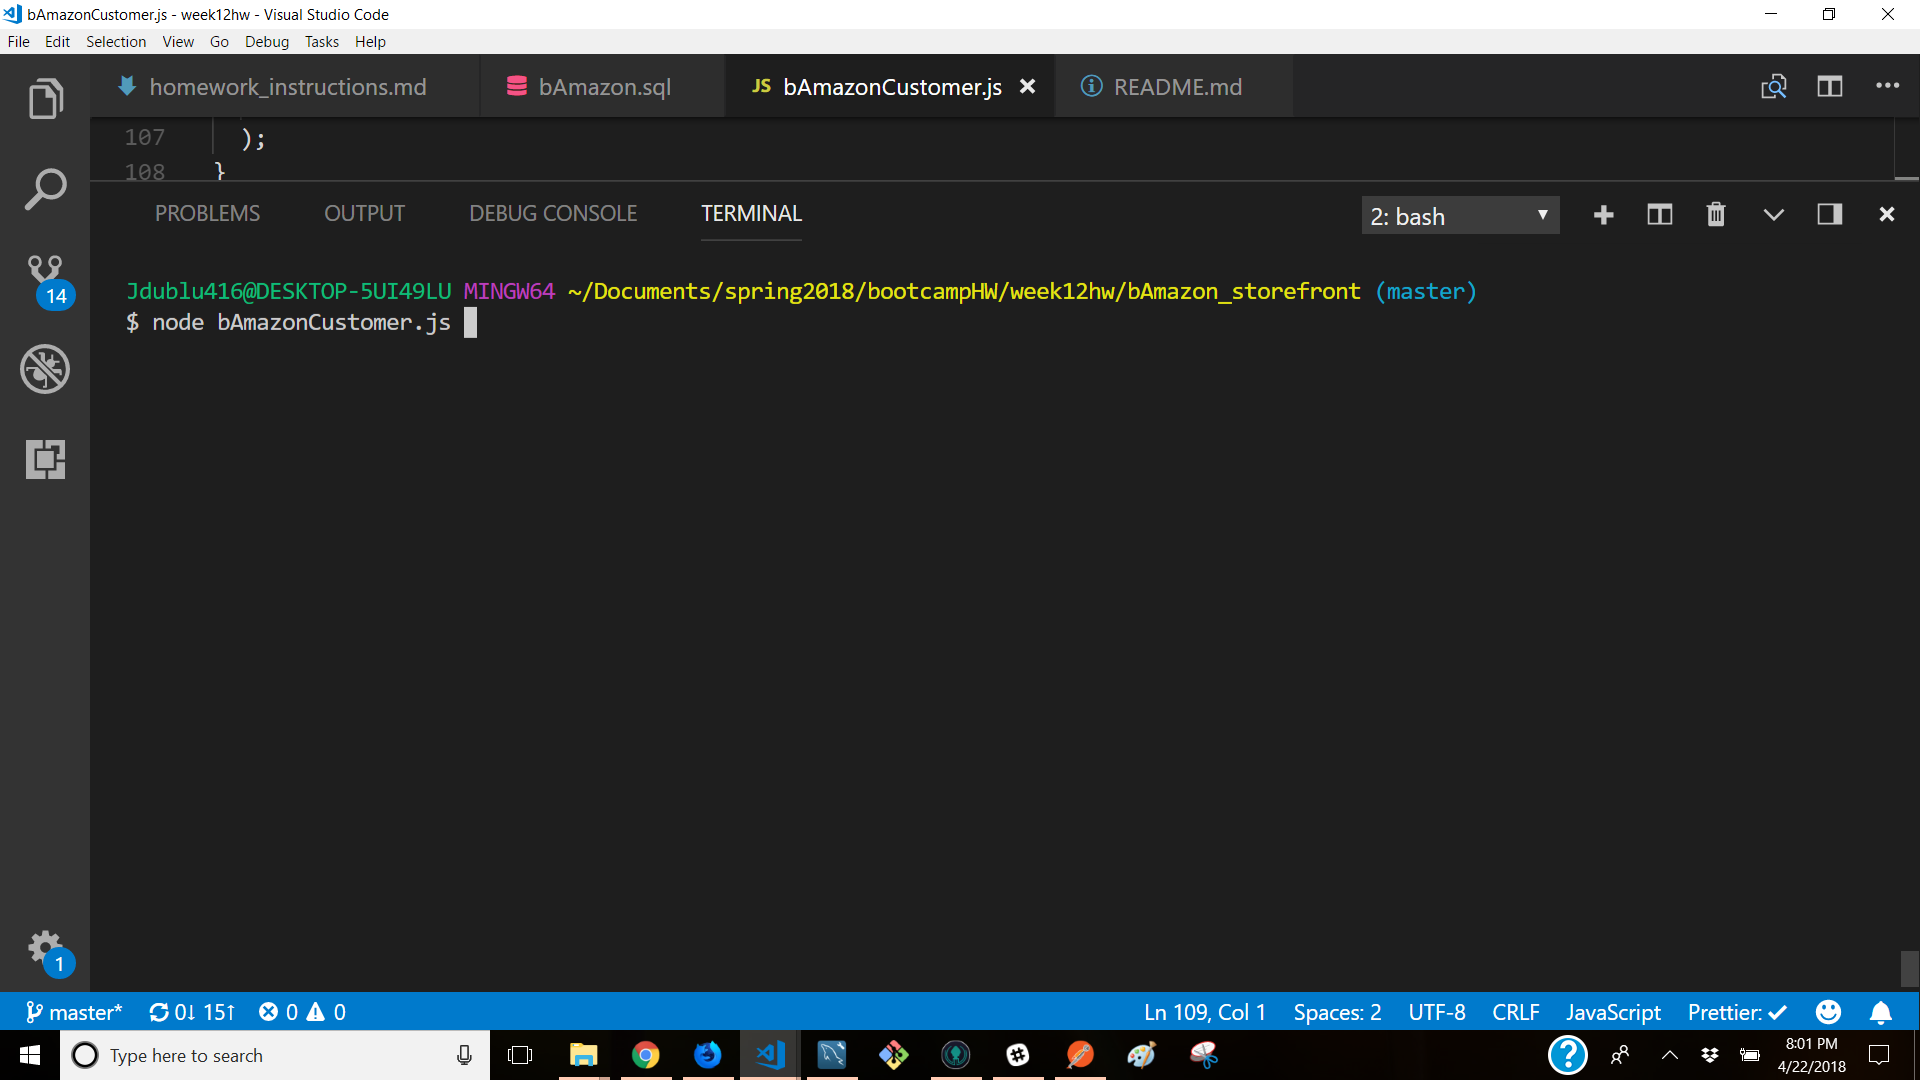 bAmazonCustomer.js - week12hw - Visual Studio Code
File Edit Selection View Go Debug Tasks Help
homework_instructions.md bAmazon.sql JS bAmazonCustomer.js README.md
107 );
108 }
PROBLEMS OUTPUT DEBUG CONSOLE TERMINAL 2: bash
Jdublu416@DESKTOP-5UI49LU MINGW64 ~/Documents/spring2018/bootcampHW/week12hw/bAmazon_storefront (master)
$ node bAmazonCustomer.js
14
1
master* 0↓ 15↑ 0 0 Ln 109, Col 1 Spaces: 2 UTF-8 CRLF JavaScript Prettier: ✓
Type here to search
8:01 PM
4/22/2018